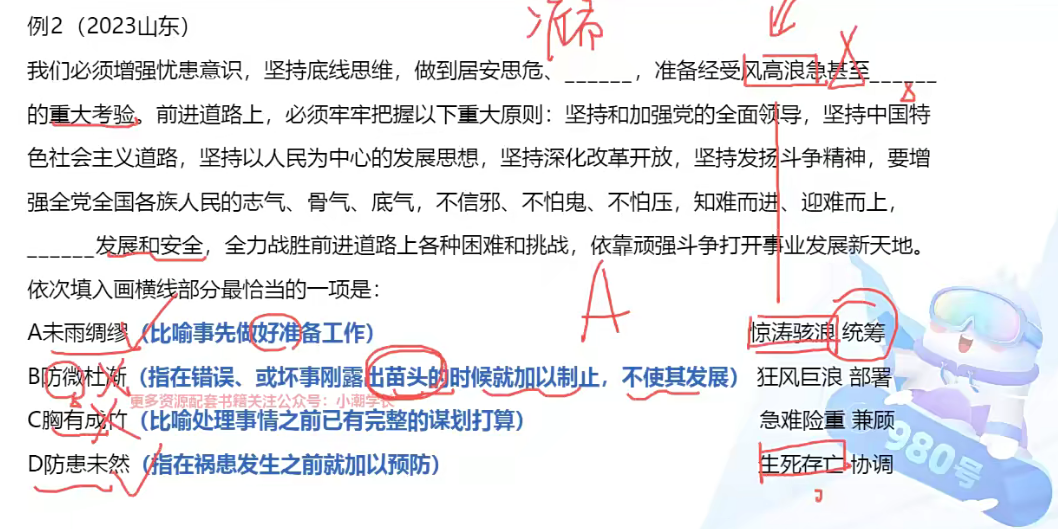 例2（2023山东）
准备
我们必须增强忧患意识，坚持底线思维，做到居安思危、______，准备经受风高浪急甚至______
的重大考验。前进道路上，必须牢牢把握以下重大原则：坚持和加强党的全面领导，坚持中国特
色社会主义道路，坚持以人民为中心的发展思想，坚持深化改革开放，坚持发扬斗争精神，要增
强全党全国各族人民的志气、骨气、底气，不信邪、不怕鬼、不怕压，知难而进、迎难而上，
______发展和安全，全力战胜前进道路上各种困难和挑战，依靠顽强斗争打开事业发展新天地。
依次填入画横线部分最恰当的一项是：
A
A未雨绸缪（比喻事先做好准备工作） 惊涛骇浪 统筹
B防微杜渐（指在错误、或坏事刚露出苗头的时候就加以制止，不使其发展） 狂风巨浪 部署
更多资源配套书籍关注公众号：小潮学长
C胸有成竹（比喻处理事情之前已有完整的谋划打算） 急难险重 兼顾
D防患未然（指在祸患发生之前就加以预防） 生死存亡 协调
980号